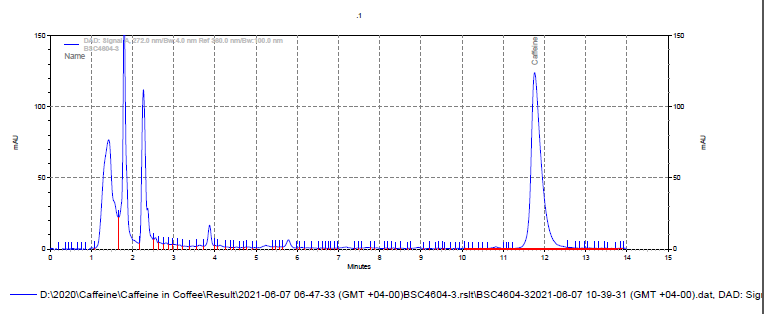 .1
DAD: Signal A, 272.0 nm/Bw:4.0 nm Ref 360.0 nm/Bw:100.0 nm
BSC4604-3
Name
Caffeine
150
100
50
0
mAU
150
100
50
0
mAU
0 1 2 3 4 5 6 7 8 9 10 11 12 13 14 15
Minutes
D:\2020\Caffeine\Caffeine in Coffee\Result\2021-06-07 06-47-33 (GMT +04-00)BSC4604-3.rslt\BSC4604-32021-06-07 10-39-31 (GMT +04-00).dat, DAD: Sig